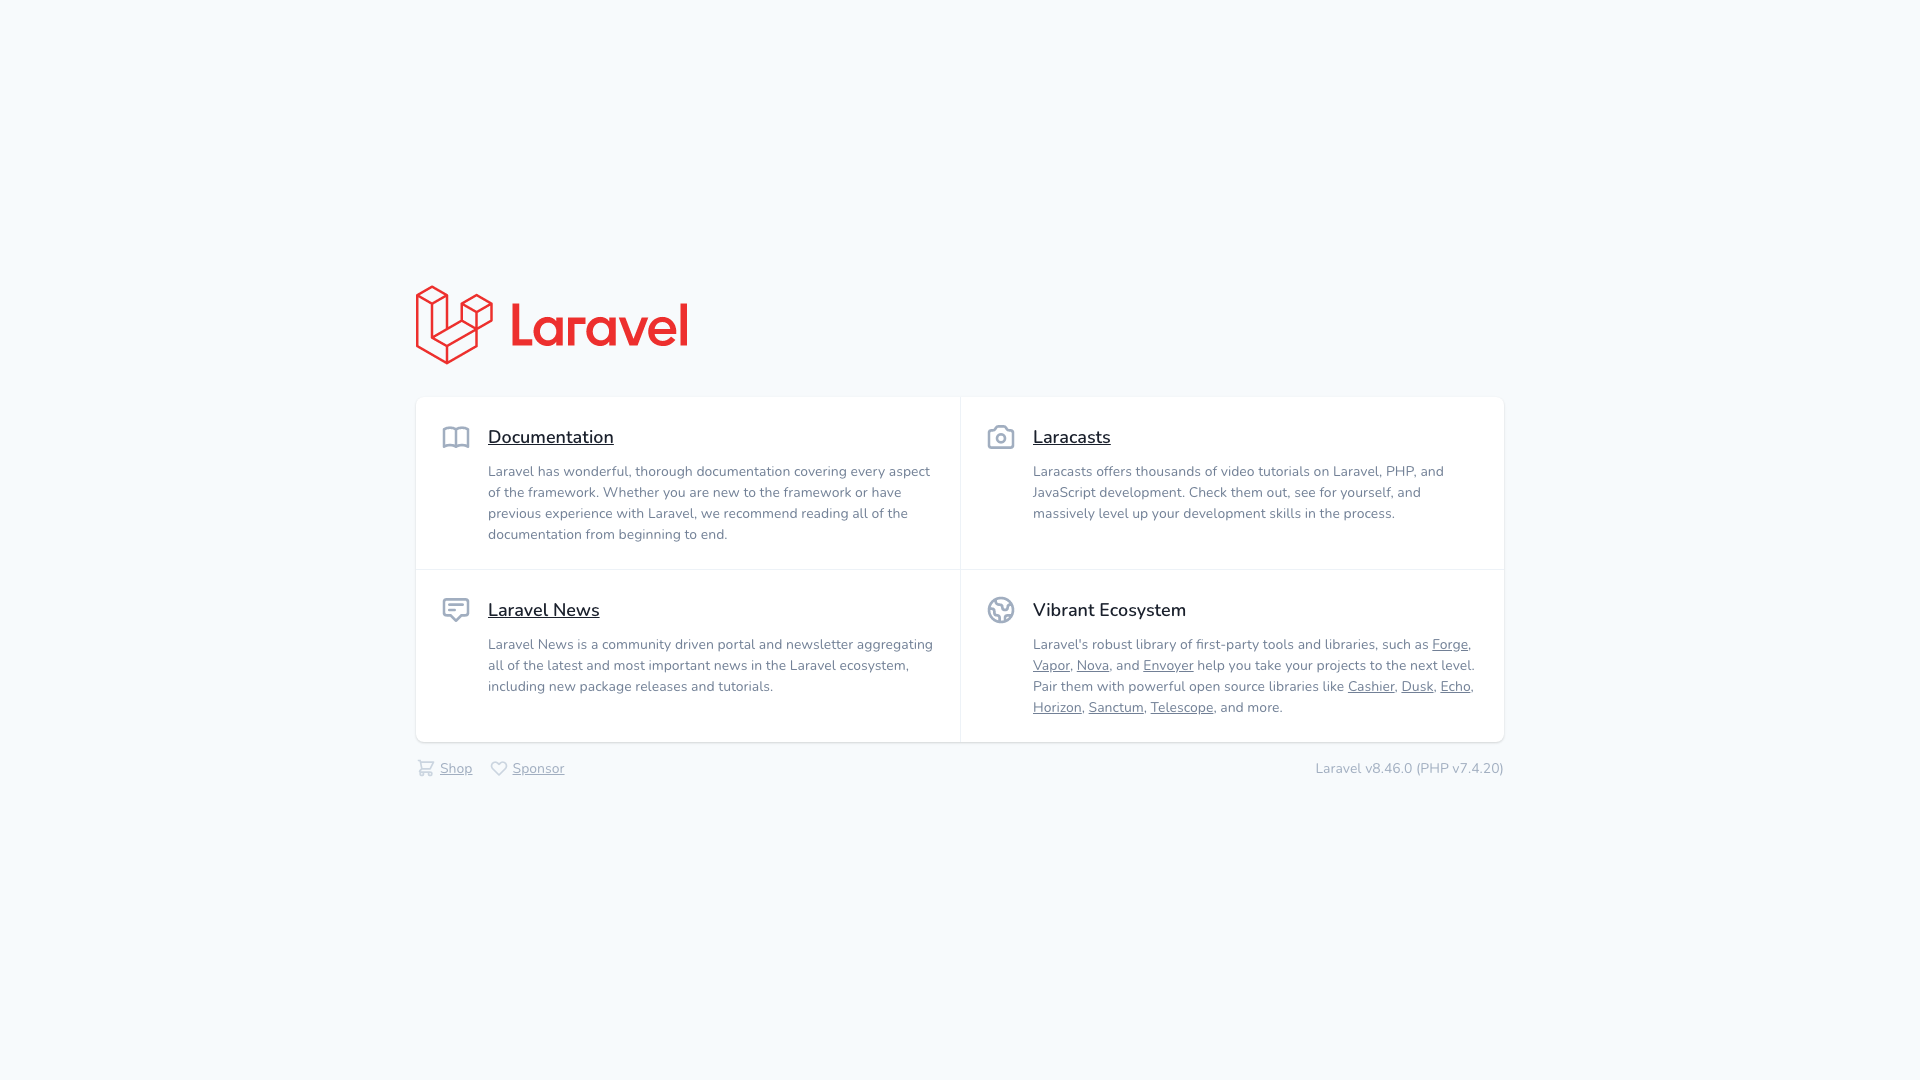 Laravel
Documentation
Laravel has wonderful, thorough documentation covering every aspect
of the framework. Whether you are new to the framework or have
previous experience with Laravel, we recommend reading all of the
documentation from beginning to end.
Laracasts
Laracasts offers thousands of video tutorials on Laravel, PHP, and
JavaScript development. Check them out, see for yourself, and
massively level up your development skills in the process.
Laravel News
Laravel News is a community driven portal and newsletter aggregating
all of the latest and most important news in the Laravel ecosystem,
including new package releases and tutorials.
Vibrant Ecosystem
Laravel's robust library of first-party tools and libraries, such as Forge,
Vapor, Nova, and Envoyer help you take your projects to the next level.
Pair them with powerful open source libraries like Cashier, Dusk, Echo,
Horizon, Sanctum, Telescope, and more.
Shop Sponsor
Laravel v8.46.0 (PHP v7.4.20)